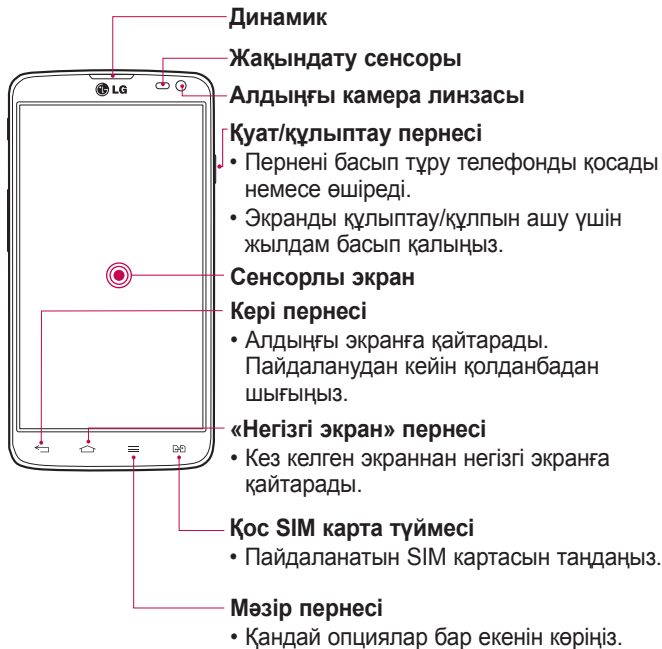 Динамик
Жақындату сенсоры
Алдыңғы камера линзасы
LG
Қуат/құлыптау пернесі
• Пернені басып тұру телефонды қосады
немесе өшіреді.
• Экранды құлыптау/құлпын ашу үшін
жылдам басып қалыңыз.
Сенсорлы экран
Кері пернесі
• Алдыңғы экранға қайтарады.
Пайдаланудан кейін қолданбадан
шығыңыз.
«Негізгі экран» пернесі
• Кез келген экраннан негізгі экранға
қайтарады.
Қос SIM карта түймесі
• Пайдаланатын SIM картасын таңдаңыз.
Мәзір пернесі
• Қандай опциялар бар екенін көріңіз.